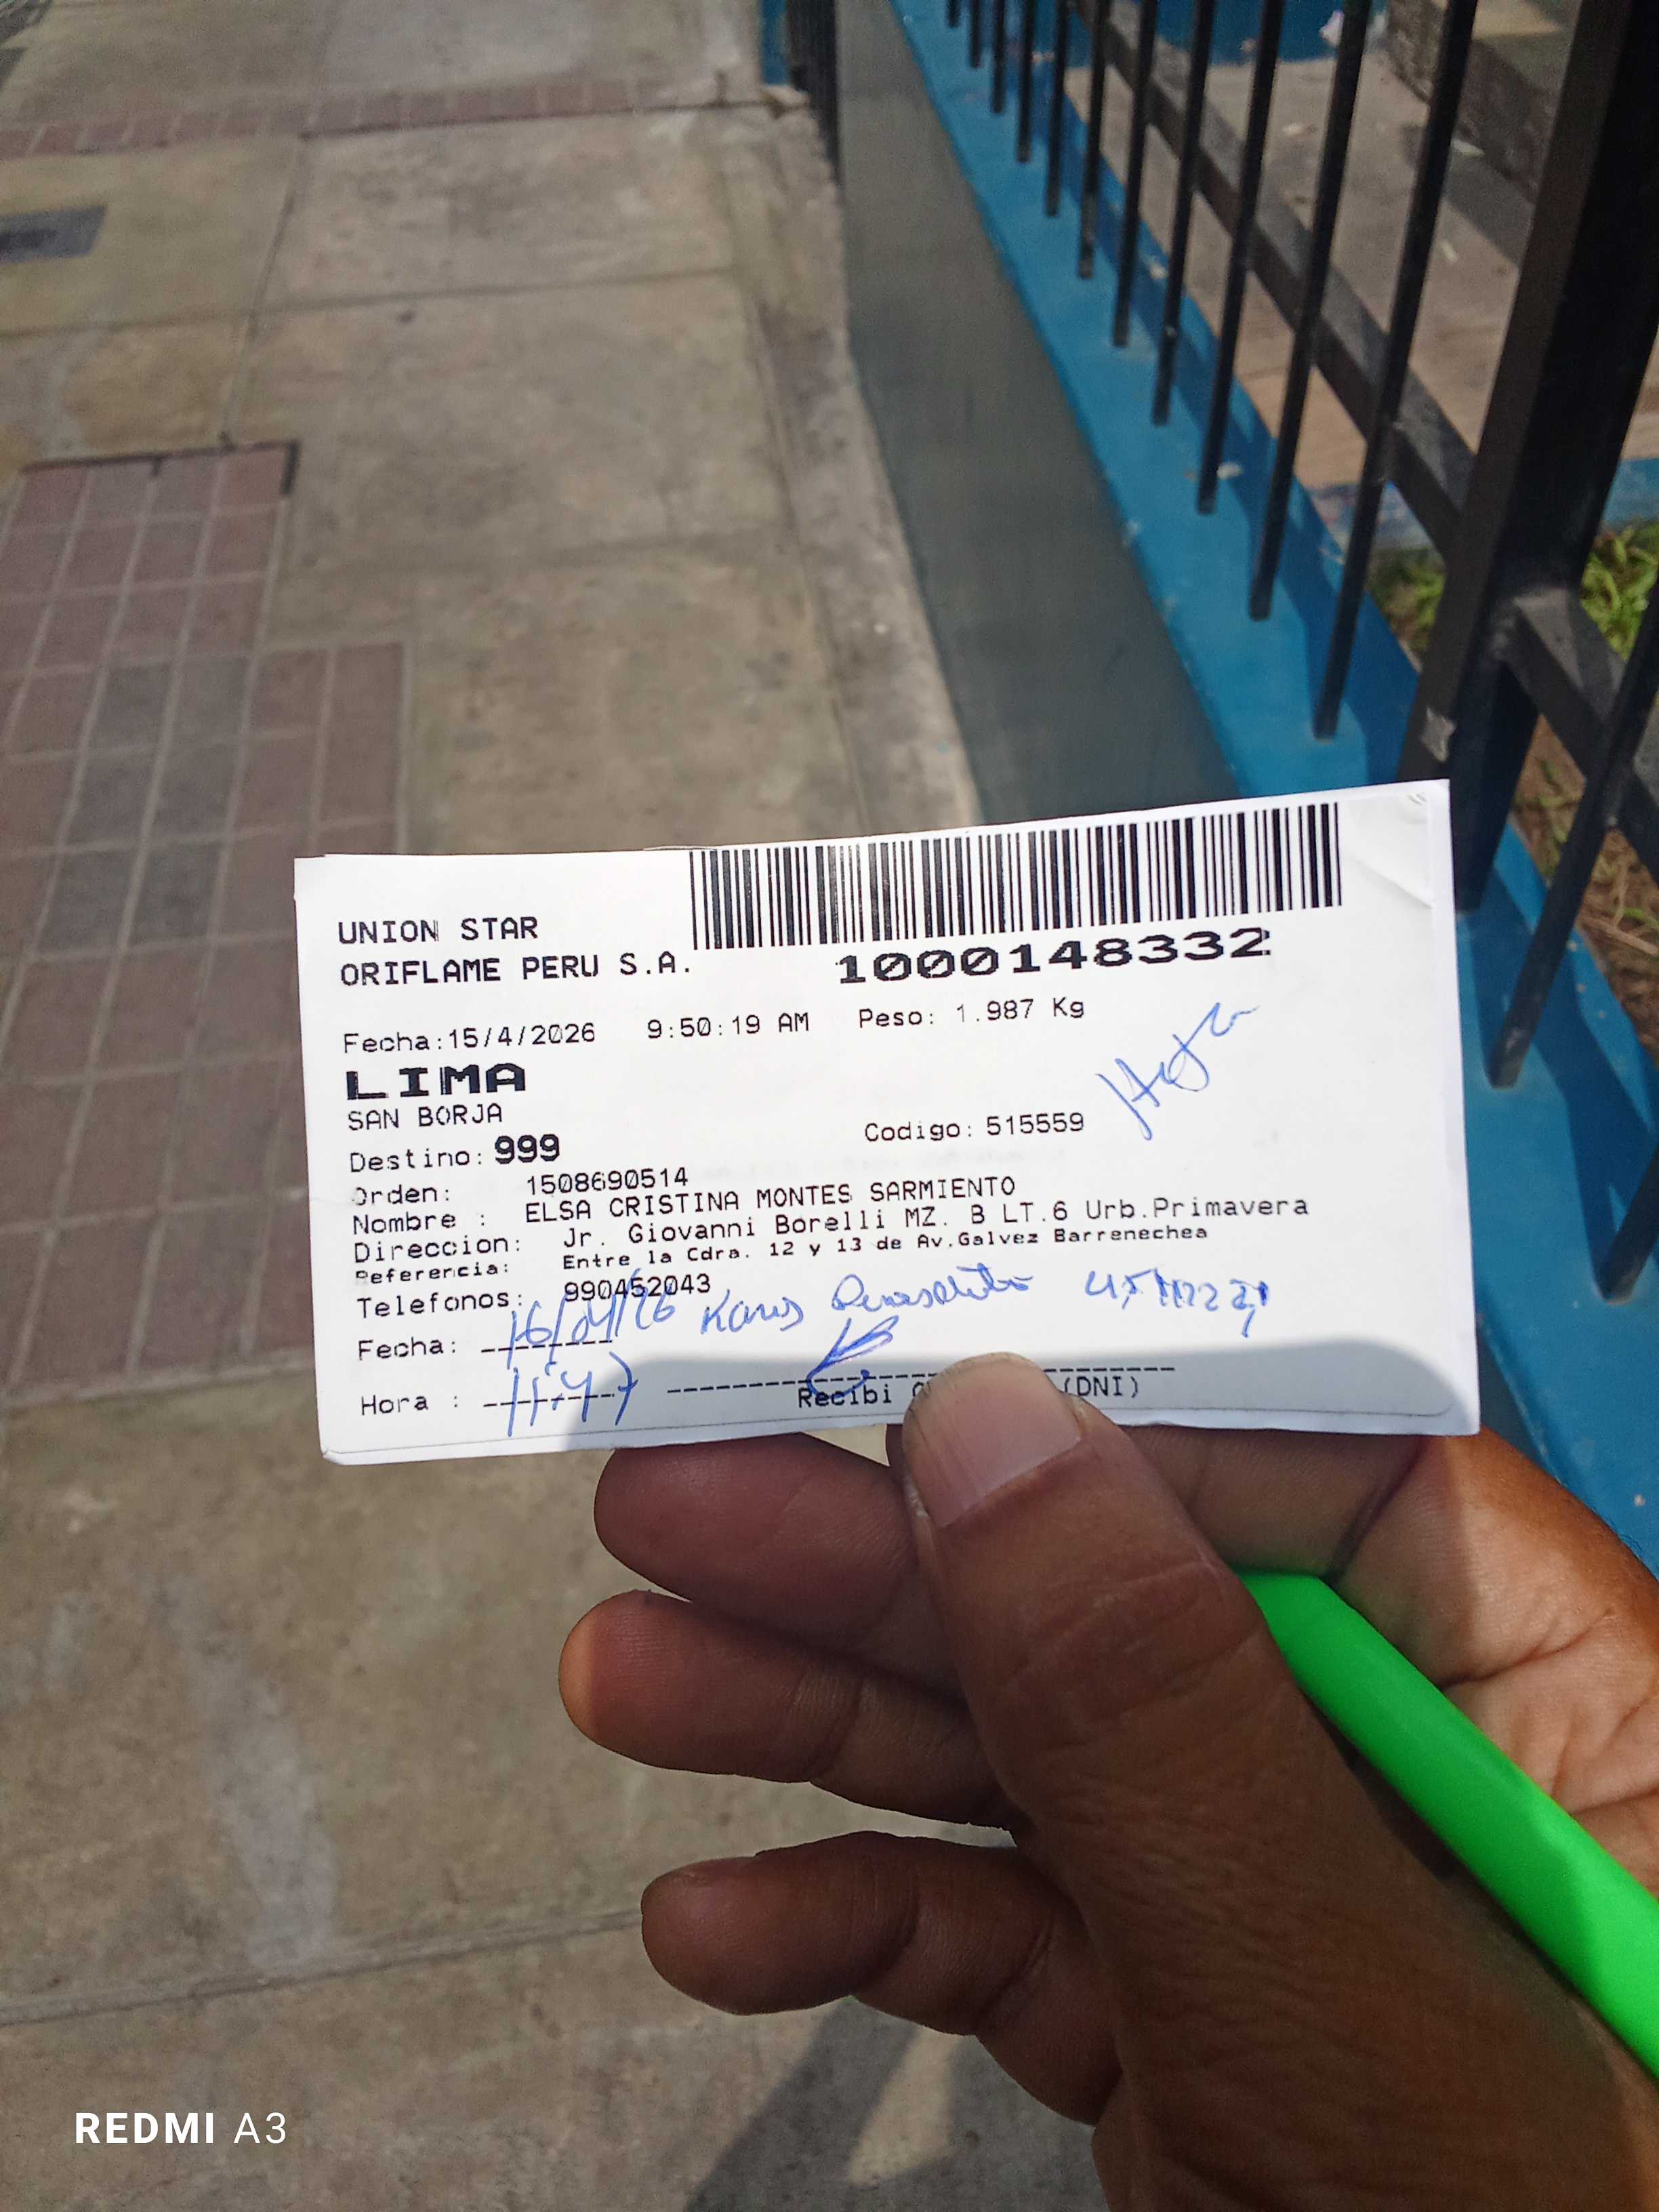 UNION STAR
ORIFLAME PERU S.A.
1000148332
Fecha:15/4/2026 9:50:19 AM Peso: 1.987 Kg
LIMA
SAN BORJA
Destino: 999 Codigo: 515559
Orden: 1508690514
Nombre : ELSA CRISTINA MONTES SARMIENTO
Direccion: Jr. Giovanni Borelli MZ. B LT.6 Urb.Primavera
Referencia: Entre la Cdra. 12 y 13 de Av.Galvez Barrenechea
Telefonos: 990452043
Fecha: 16/04/26
Hora : 11:47
Recibi (DNI)
REDMI A3